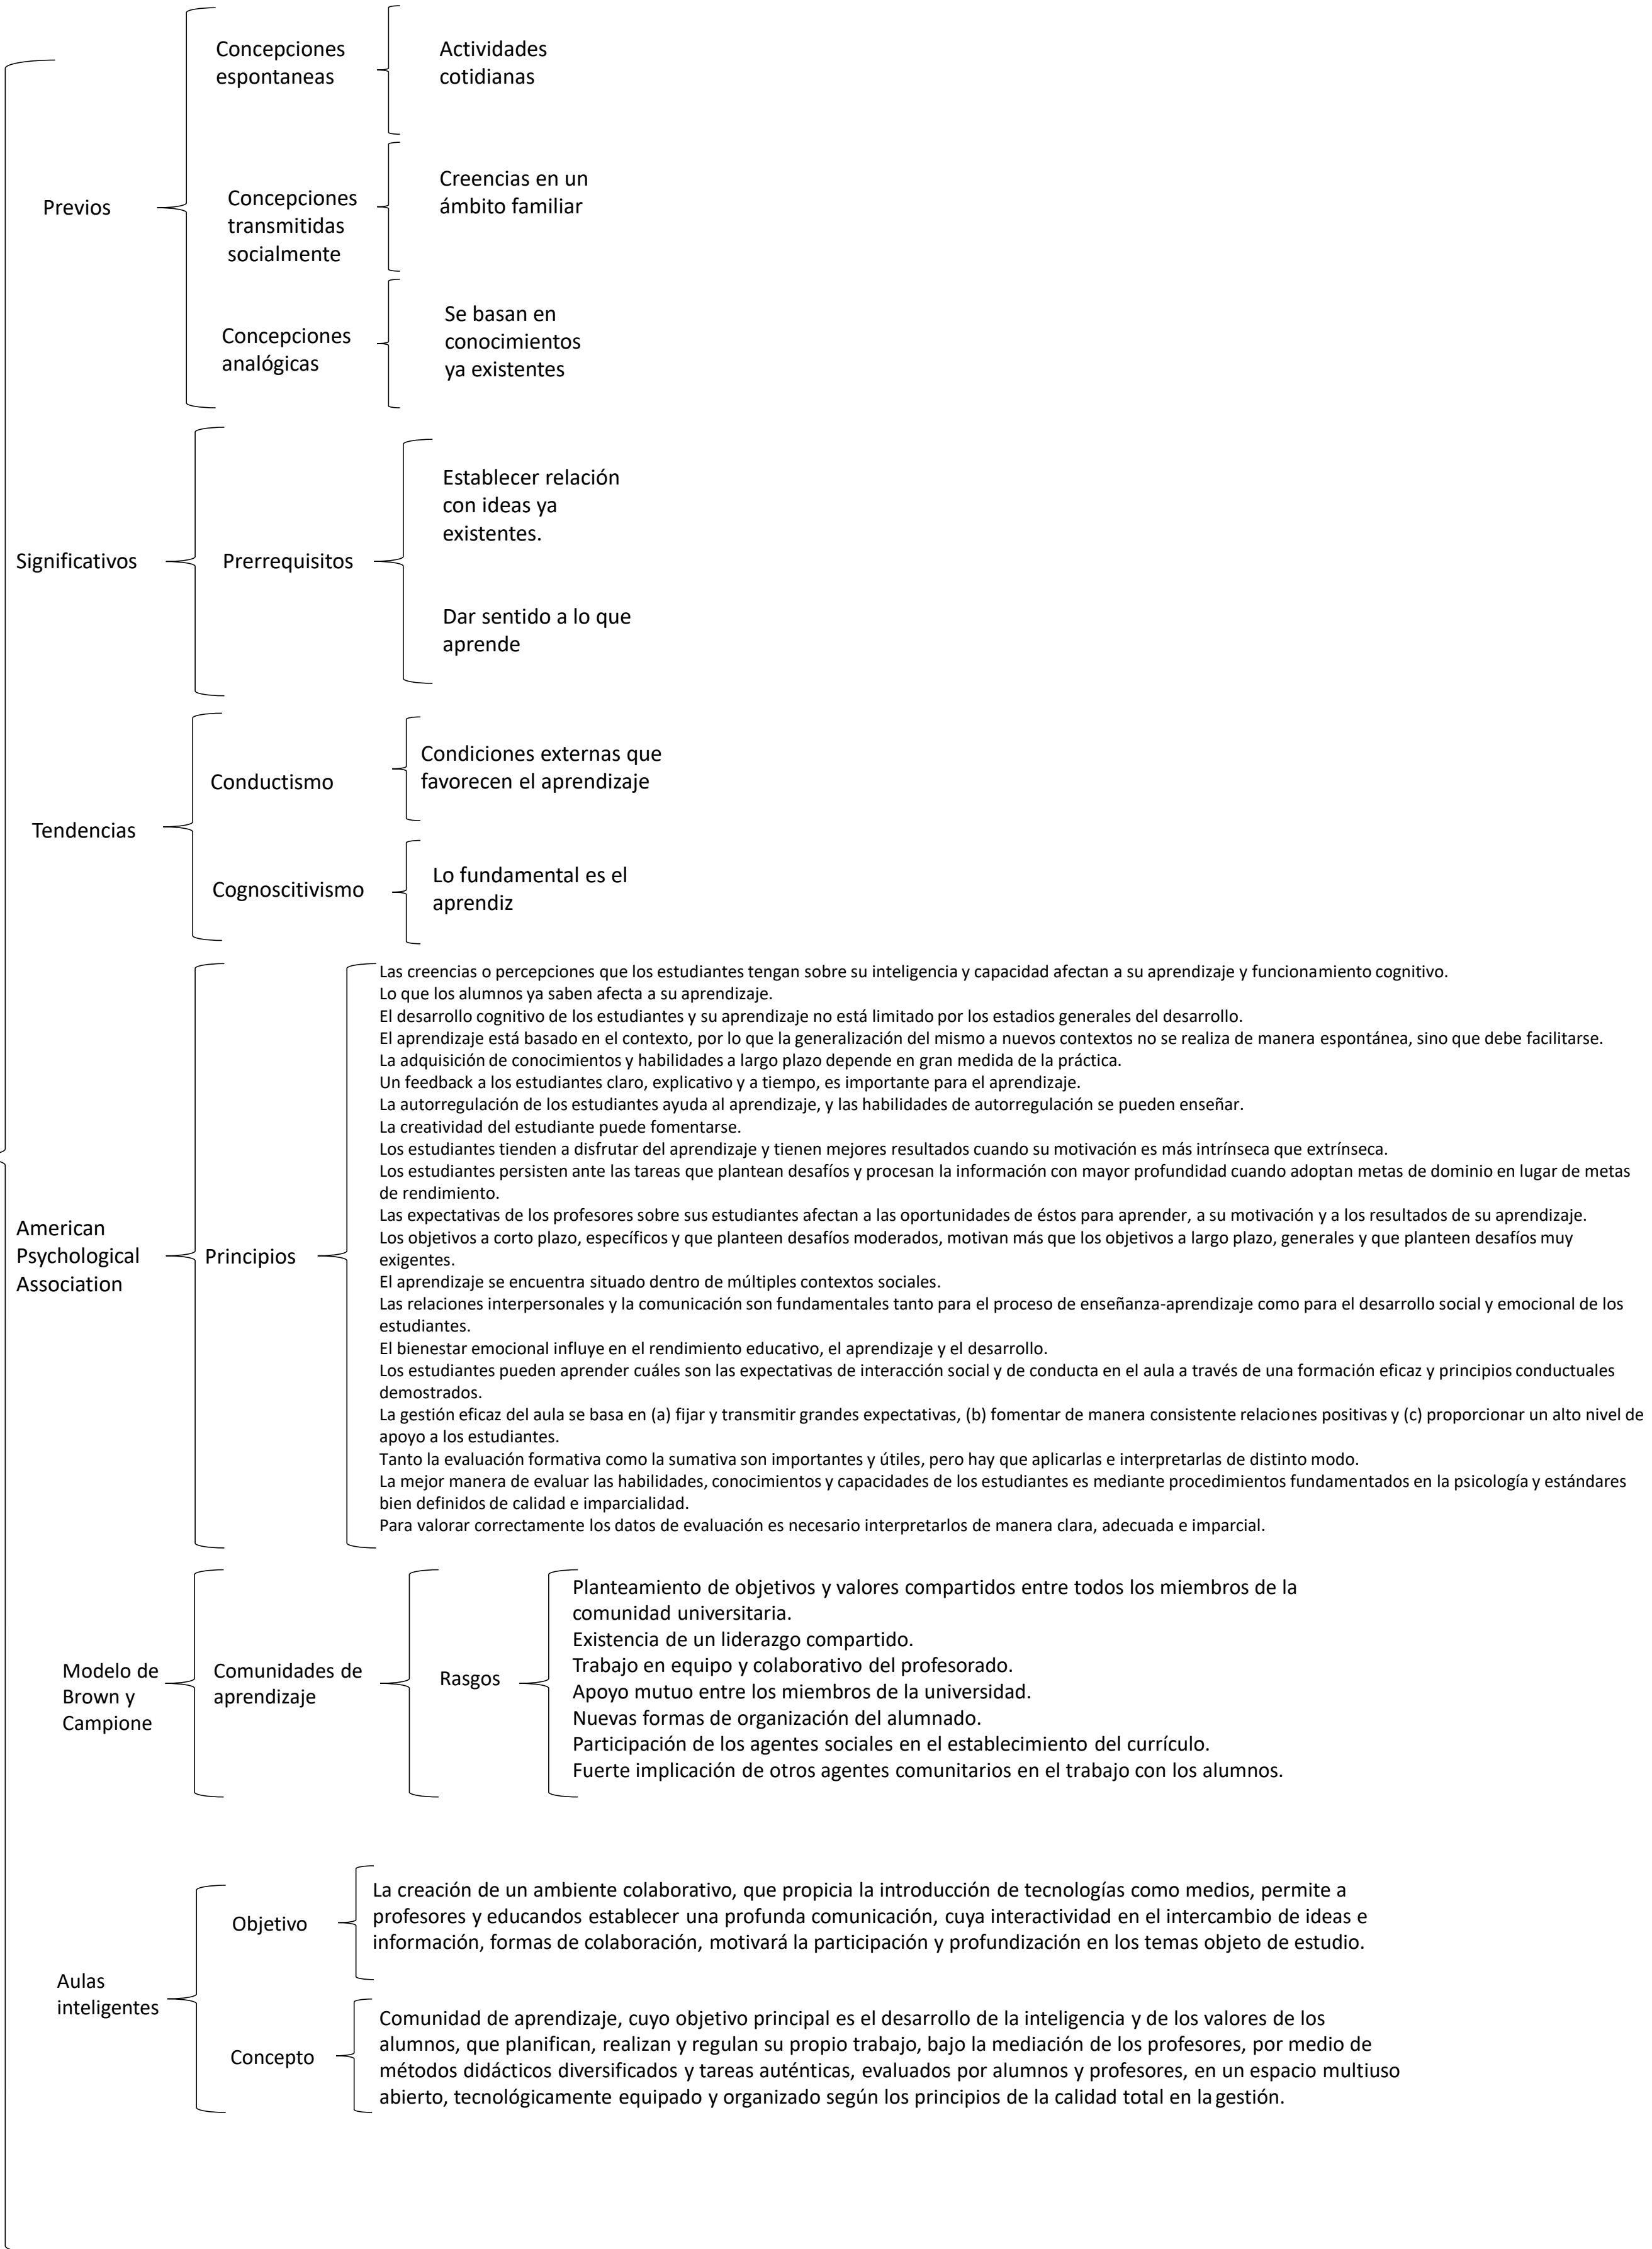 Previos
Concepciones
espontaneas
Actividades
cotidianas
Concepciones
transmitidas
socialmente
Creencias en un
ámbito familiar
Concepciones
analógicas
Se basan en
conocimientos
ya existentes
Significativos
Prerrequisitos
Establecer relación
con ideas ya
existentes.
Dar sentido a lo que
aprende
Tendencias
Conductismo
Condiciones externas que
favorecen el aprendizaje
Cognoscitivismo
Lo fundamental es el
aprendiz
American
Psychological
Association
Principios
Las creencias o percepciones que los estudiantes tengan sobre su inteligencia y capacidad afectan a su aprendizaje y funcionamiento cognitivo.
Lo que los alumnos ya saben afecta a su aprendizaje.
El desarrollo cognitivo de los estudiantes y su aprendizaje no está limitado por los estadios generales del desarrollo.
El aprendizaje está basado en el contexto, por lo que la generalización del mismo a nuevos contextos no se realiza de manera espontánea, sino que debe facilitarse.
La adquisición de conocimientos y habilidades a largo plazo depende en gran medida de la práctica.
Un feedback a los estudiantes claro, explicativo y a tiempo, es importante para el aprendizaje.
La autorregulación de los estudiantes ayuda al aprendizaje, y las habilidades de autorregulación se pueden enseñar.
La creatividad del estudiante puede fomentarse.
Los estudiantes tienden a disfrutar del aprendizaje y tienen mejores resultados cuando su motivación es más intrínseca que extrínseca.
Los estudiantes persisten ante las tareas que plantean desafíos y procesan la información con mayor profundidad cuando adoptan metas de dominio en lugar de metas
de rendimiento.
Las expectativas de los profesores sobre sus estudiantes afectan a las oportunidades de éstos para aprender, a su motivación y a los resultados de su aprendizaje.
Los objetivos a corto plazo, específicos y que planteen desafíos moderados, motivan más que los objetivos a largo plazo, generales y que planteen desafíos muy
exigentes.
El aprendizaje se encuentra situado dentro de múltiples contextos sociales.
Las relaciones interpersonales y la comunicación son fundamentales tanto para el proceso de enseñanza-aprendizaje como para el desarrollo social y emocional de los
estudiantes.
El bienestar emocional influye en el rendimiento educativo, el aprendizaje y el desarrollo.
Los estudiantes pueden aprender cuáles son las expectativas de interacción social y de conducta en el aula a través de una formación eficaz y principios conductuales
demostrados.
La gestión eficaz del aula se basa en (a) fijar y transmitir grandes expectativas, (b) fomentar de manera consistente relaciones positivas y (c) proporcionar un alto nivel de
apoyo a los estudiantes.
Tanto la evaluación formativa como la sumativa son importantes y útiles, pero hay que aplicarlas e interpretarlas de distinto modo.
La mejor manera de evaluar las habilidades, conocimientos y capacidades de los estudiantes es mediante procedimientos fundamentados en la psicología y estándares
bien definidos de calidad e imparcialidad.
Para valorar correctamente los datos de evaluación es necesario interpretarlos de manera clara, adecuada e imparcial.
Modelo de
Brown y
Campione
Comunidades de
aprendizaje
Rasgos
Planteamiento de objetivos y valores compartidos entre todos los miembros de la
comunidad universitaria.
Existencia de un liderazgo compartido.
Trabajo en equipo y colaborativo del profesorado.
Apoyo mutuo entre los miembros de la universidad.
Nuevas formas de organización del alumnado.
Participación de los agentes sociales en el establecimiento del currículo.
Fuerte implicación de otros agentes comunitarios en el trabajo con los alumnos.
Aulas
inteligentes
Objetivo
La creación de un ambiente colaborativo, que propicia la introducción de tecnologías como medios, permite a
profesores y educandos establecer una profunda comunicación, cuya interactividad en el intercambio de ideas e
información, formas de colaboración, motivará la participación y profundización en los temas objeto de estudio.
Concepto
Comunidad de aprendizaje, cuyo objetivo principal es el desarrollo de la inteligencia y de los valores de los
alumnos, que planifican, realizan y regulan su propio trabajo, bajo la mediación de los profesores, por medio de
métodos didácticos diversificados y tareas auténticas, evaluados por alumnos y profesores, en un espacio multiuso
abierto, tecnológicamente equipado y organizado según los principios de la calidad total en la gestión.